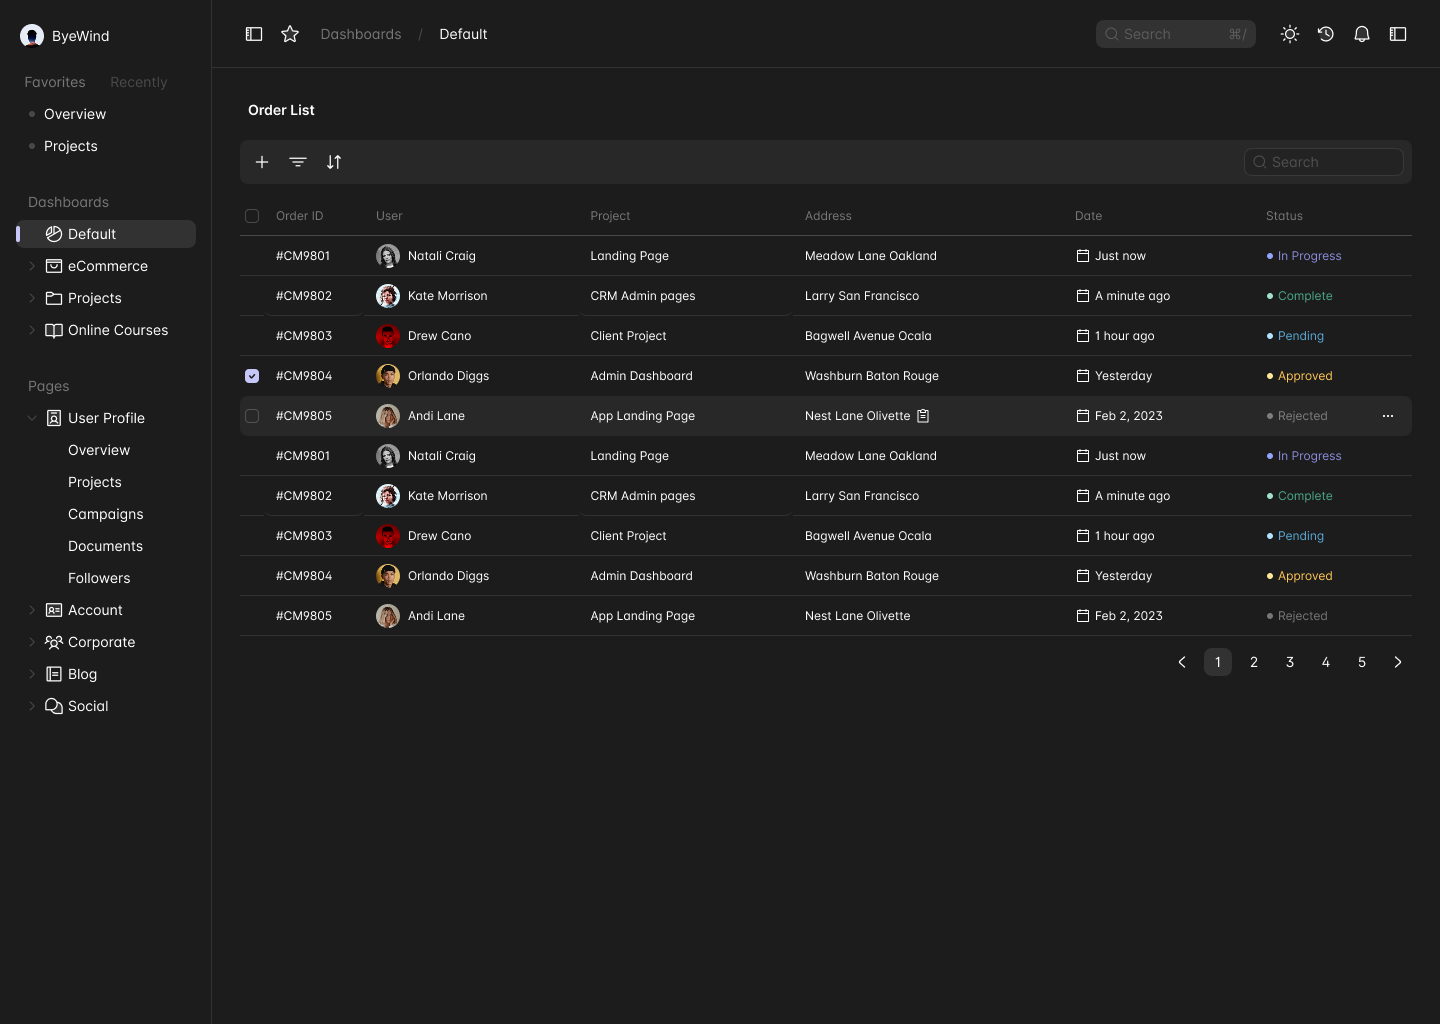 ByeWind
Favorites Recently
Overview
Projects
Dashboards
Default
eCommerce
Projects
Online Courses
Pages
User Profile
Overview
Projects
Campaigns
Documents
Followers
Account
Corporate
Blog
Social
Dashboards / Default
Search ⌘/
Order List
Search
Order ID User Project Address Date Status
#CM9801 Natali Craig Landing Page Meadow Lane Oakland Just now In Progress
#CM9802 Kate Morrison CRM Admin pages Larry San Francisco A minute ago Complete
#CM9803 Drew Cano Client Project Bagwell Avenue Ocala 1 hour ago Pending
#CM9804 Orlando Diggs Admin Dashboard Washburn Baton Rouge Yesterday Approved
#CM9805 Andi Lane App Landing Page Nest Lane Olivette Feb 2, 2023 Rejected
#CM9801 Natali Craig Landing Page Meadow Lane Oakland Just now In Progress
#CM9802 Kate Morrison CRM Admin pages Larry San Francisco A minute ago Complete
#CM9803 Drew Cano Client Project Bagwell Avenue Ocala 1 hour ago Pending
#CM9804 Orlando Diggs Admin Dashboard Washburn Baton Rouge Yesterday Approved
#CM9805 Andi Lane App Landing Page Nest Lane Olivette Feb 2, 2023 Rejected
1 2 3 4 5